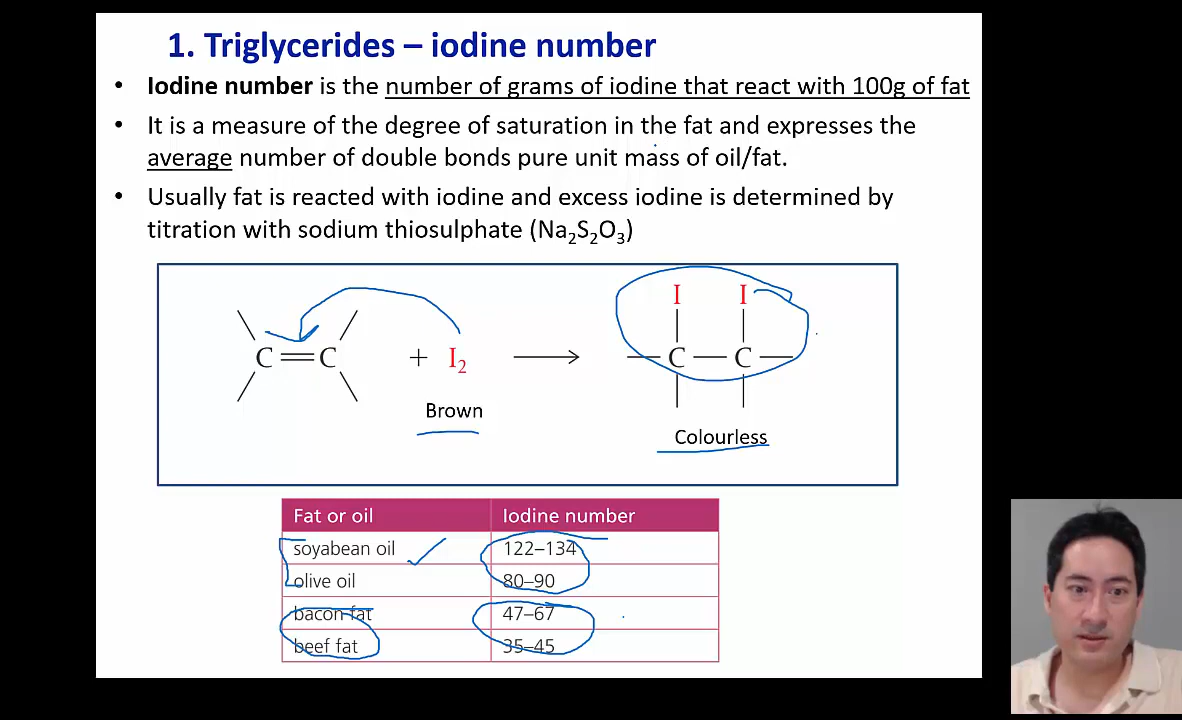 1. Triglycerides – iodine number
• Iodine number is the number of grams of iodine that react with 100g of fat
• It is a measure of the degree of saturation in the fat and expresses the
average number of double bonds pure unit mass of oil/fat.
• Usually fat is reacted with iodine and excess iodine is determined by
titration with sodium thiosulphate (Na₂S₂O₃)
I I
C=C + I₂ ⟶ —C—C—
Brown
Colourless
Fat or oil Iodine number
soyabean oil 122–134
olive oil 80–90
bacon fat 47–67
beef fat 35–45